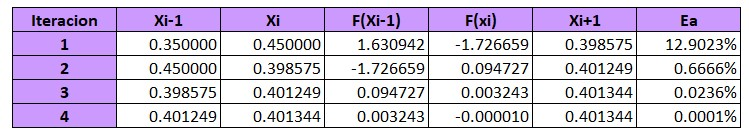 Iteracion Xi-1 Xi F(Xi-1) F(xi) Xi+1 Ea
1 0.350000 0.450000 1.630942 -1.726659 0.398575 12.9023%
2 0.450000 0.398575 -1.726659 0.094727 0.401249 0.6666%
3 0.398575 0.401249 0.094727 0.003243 0.401344 0.0236%
4 0.401249 0.401344 0.003243 -0.000010 0.401344 0.0001%